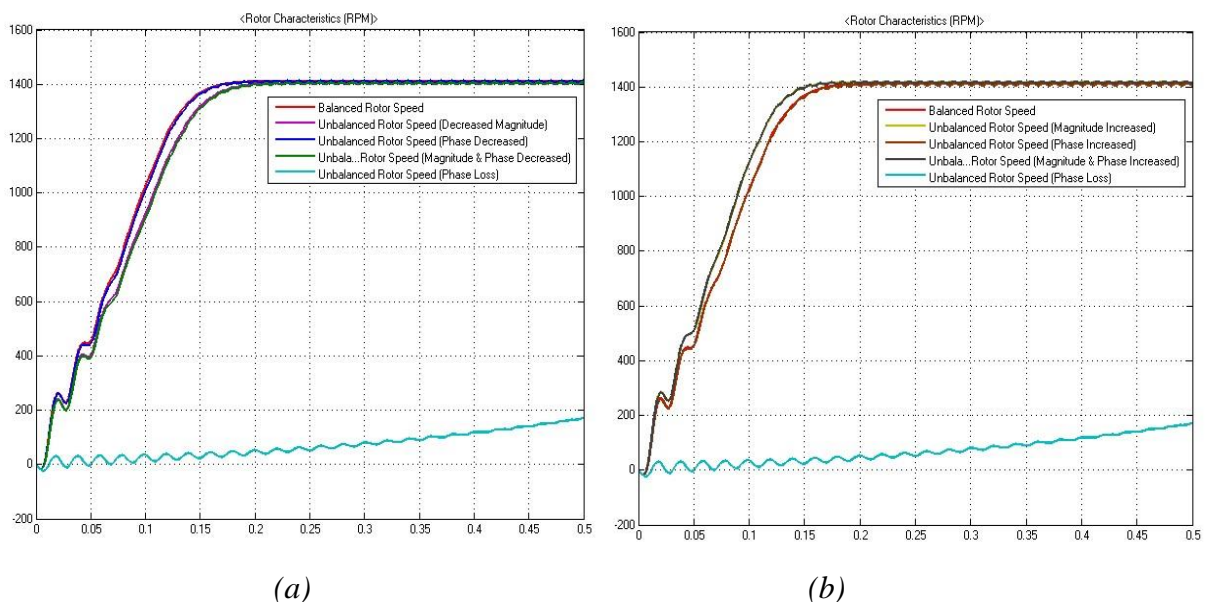 <Rotor Characteristics (RPM)>
1600
1400
1200
1000
800
600
400
200
0
-200
0 0.05 0.1 0.15 0.2 0.25 0.3 0.35 0.4 0.45 0.5
Balanced Rotor Speed
Unbalanced Rotor Speed (Decreased Magnitude)
Unbalanced Rotor Speed (Phase Decreased)
Unbala...Rotor Speed (Magnitude & Phase Decreased)
Unbalanced Rotor Speed (Phase Loss)
(a)
<Rotor Characteristics (RPM)>
1600
1400
1200
1000
800
600
400
200
0
-200
0 0.05 0.1 0.15 0.2 0.25 0.3 0.35 0.4 0.45 0.5
Balanced Rotor Speed
Unbalanced Rotor Speed (Magnitude Increased)
Unbalanced Rotor Speed (Phase Increased)
Unbala...Rotor Speed (Magnitude & Phase Increased)
Unbalanced Rotor Speed (Phase Loss)
(b)